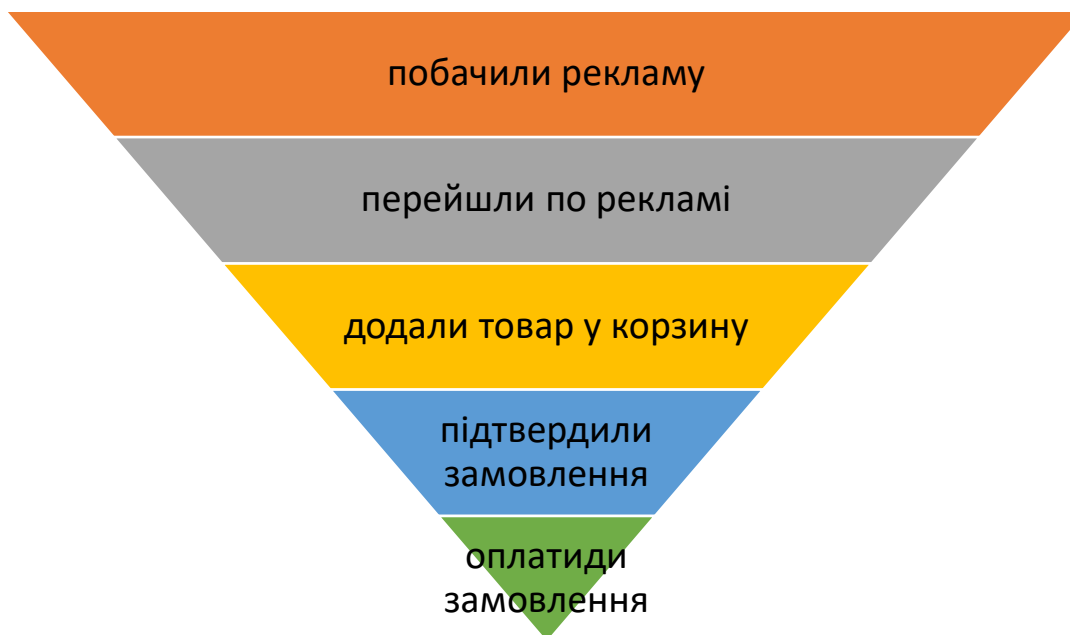 побачили рекламу
перейшли по рекламі
додали товар у корзину
підтвердили
замовлення
оплатиди
замовлення